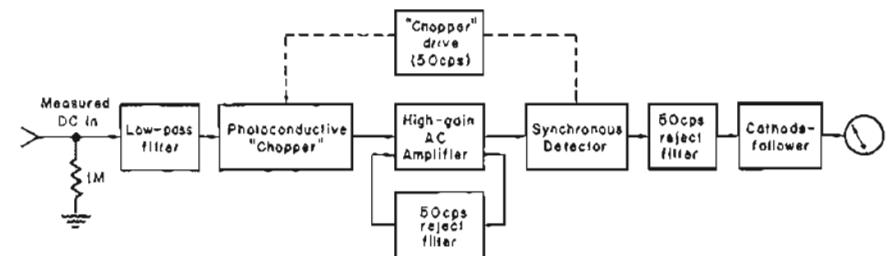 "Chopper"
drive
(50cps)
Measured
DC in
Low-pass
filter
Photoconductive
"Chopper"
High-gain
AC
Amplifier
Synchronous
Detector
50cps
reject
filter
Cathode-
follower
1M
50cps
reject
filter